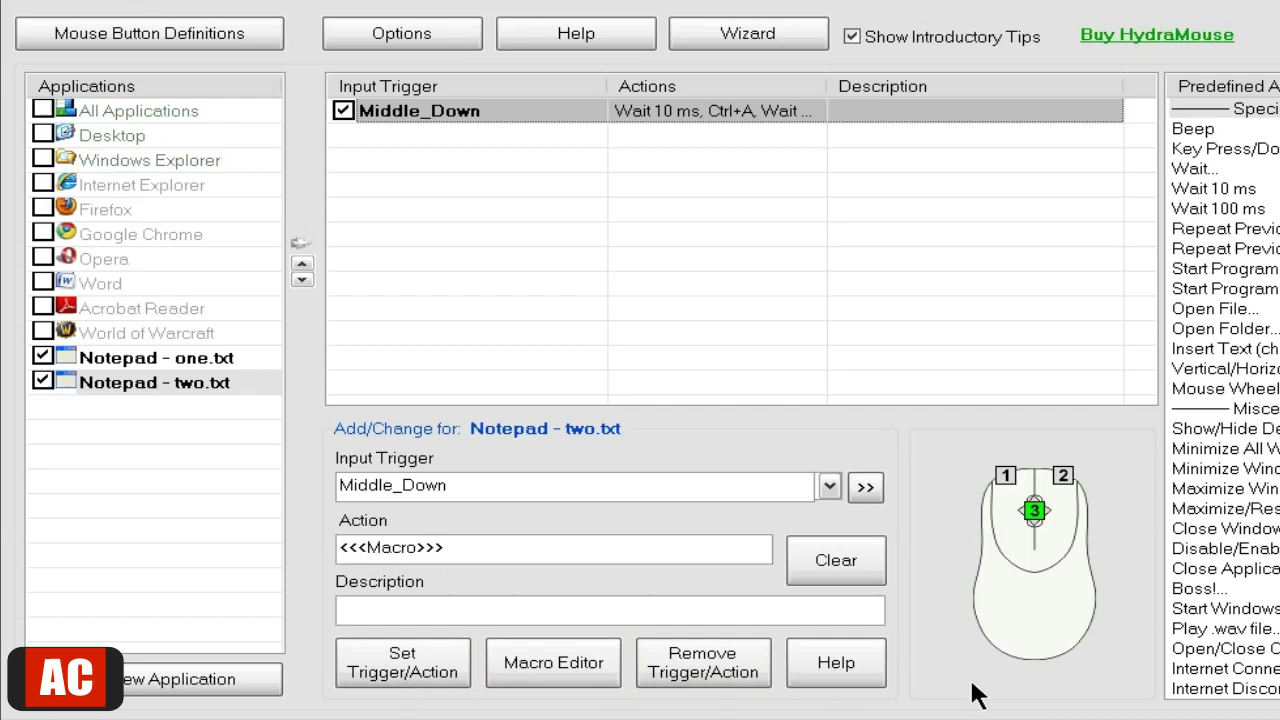 Mouse Button Definitions
Options
Help
Wizard
Show Introductory Tips
Buy HydraMouse
Applications
All Applications
Desktop
Windows Explorer
Internet Explorer
Firefox
Google Chrome
Opera
Word
Acrobat Reader
World of Warcraft
Notepad - one.txt
Notepad - two.txt
ew Application
AC
Input Trigger
Actions
Description
Middle_Down
Wait 10 ms, Ctrl+A, Wait ...
Add/Change for: Notepad - two.txt
Input Trigger
Middle_Down
>>
Action
<<<Macro>>>
Clear
Description
Set
Trigger/Action
Macro Editor
Remove
Trigger/Action
Help
1
2
3
Predefined A
Speci
Beep
Key Press/Do
Wait...
Wait 10 ms
Wait 100 ms
Repeat Previo
Repeat Previo
Start Program
Start Program
Open File...
Open Folder...
Insert Text (ch
Vertical/Horizo
Mouse Wheel
Misce
Show/Hide De
Minimize All W
Minimize Wind
Maximize Win
Maximize/Res
Close Window
Disable/Enab
Close Applica
Boss!...
Start Windows
Play .wav file..
Open/Close C
Internet Conne
Internet Discor